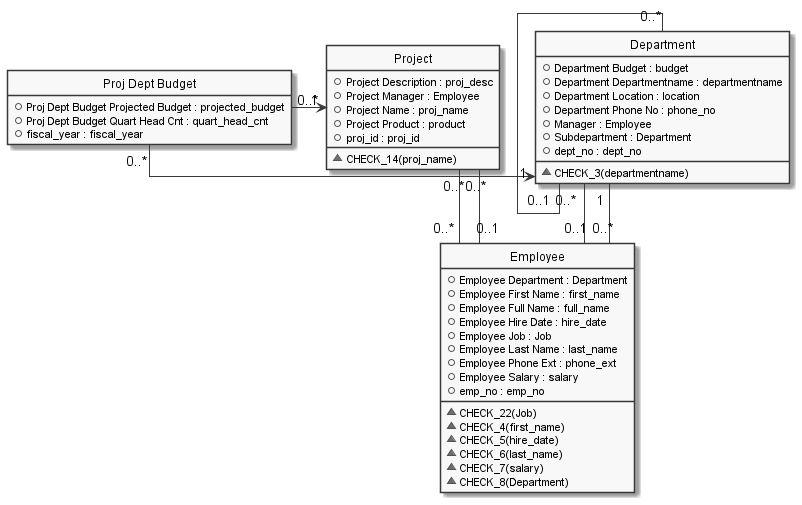 0..*
Department
Department Budget : budget
Department Departmentname : departmentname
Department Location : location
Department Phone No : phone_no
Manager : Employee
Subdepartment : Department
dept_no : dept_no
CHECK_3(departmentname)
Project
Project Description : proj_desc
Project Manager : Employee
Project Name : proj_name
Project Product : product
proj_id : proj_id
CHECK_14(proj_name)
Proj Dept Budget
Proj Dept Budget Projected Budget : projected_budget
Proj Dept Budget Quart Head Cnt : quart_head_cnt
fiscal_year : fiscal_year
0..*
1
0..*
1
0..* 0..*
0..1 0..* 1
0..* 0..1 0..1 0..*
Employee
Employee Department : Department
Employee First Name : first_name
Employee Full Name : full_name
Employee Hire Date : hire_date
Employee Job : Job
Employee Last Name : last_name
Employee Phone Ext : phone_ext
Employee Salary : salary
emp_no : emp_no
CHECK_22(Job)
CHECK_4(first_name)
CHECK_5(hire_date)
CHECK_6(last_name)
CHECK_7(salary)
CHECK_8(Department)